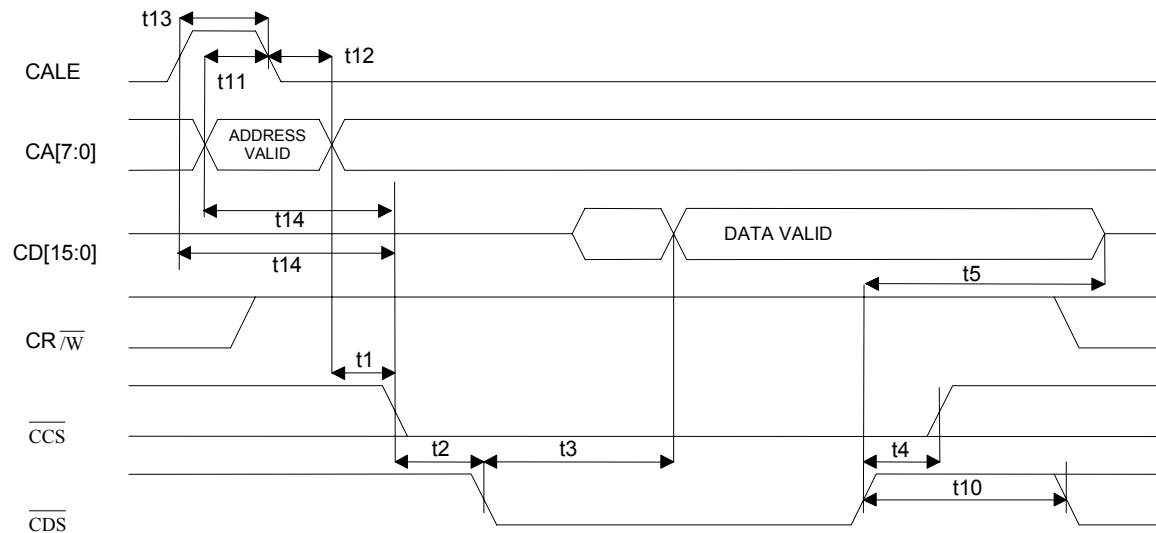 t13
t12
CALE
t11
ADDRESS
VALID
CA[7:0]
t14
DATA VALID
CD[15:0]
t14
t5
CR /W
t1
CCS
t2
t3
t4
t10
CDS